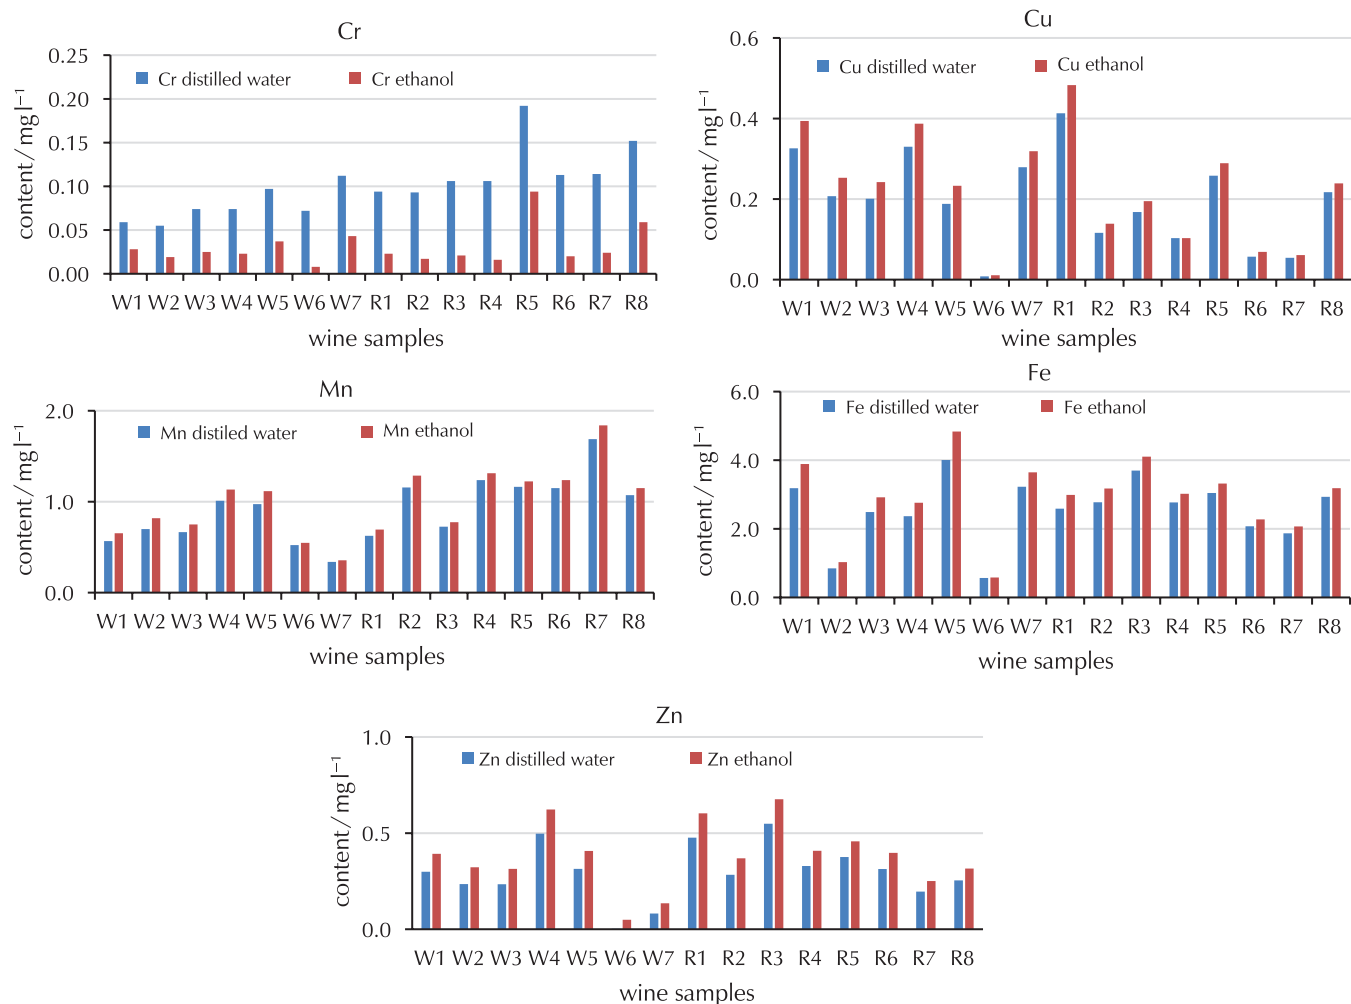 Cr
0.25
Cr distilled water
Cr ethanol
0.20
0.15
0.10
0.05
0.00
content / mg l⁻¹
W1 W2 W3 W4 W5 W6 W7 R1 R2 R3 R4 R5 R6 R7 R8
wine samples
Cu
0.6
Cu distilled water
Cu ethanol
0.4
0.2
0.0
content / mg l⁻¹
W1 W2 W3 W4 W5 W6 W7 R1 R2 R3 R4 R5 R6 R7 R8
wine samples
Mn
2.0
Mn distiled water
Mn ethanol
1.0
0.0
content / mg l⁻¹
W1 W2 W3 W4 W5 W6 W7 R1 R2 R3 R4 R5 R6 R7 R8
wine samples
Fe
6.0
Fe distilled water
Fe ethanol
4.0
2.0
0.0
content / mg l⁻¹
W1 W2 W3 W4 W5 W6 W7 R1 R2 R3 R4 R5 R6 R7 R8
wine samples
Zn
1.0
Zn distilled water
Zn ethanol
0.5
0.0
content / mg l⁻¹
W1 W2 W3 W4 W5 W6 W7 R1 R2 R3 R4 R5 R6 R7 R8
wine samples